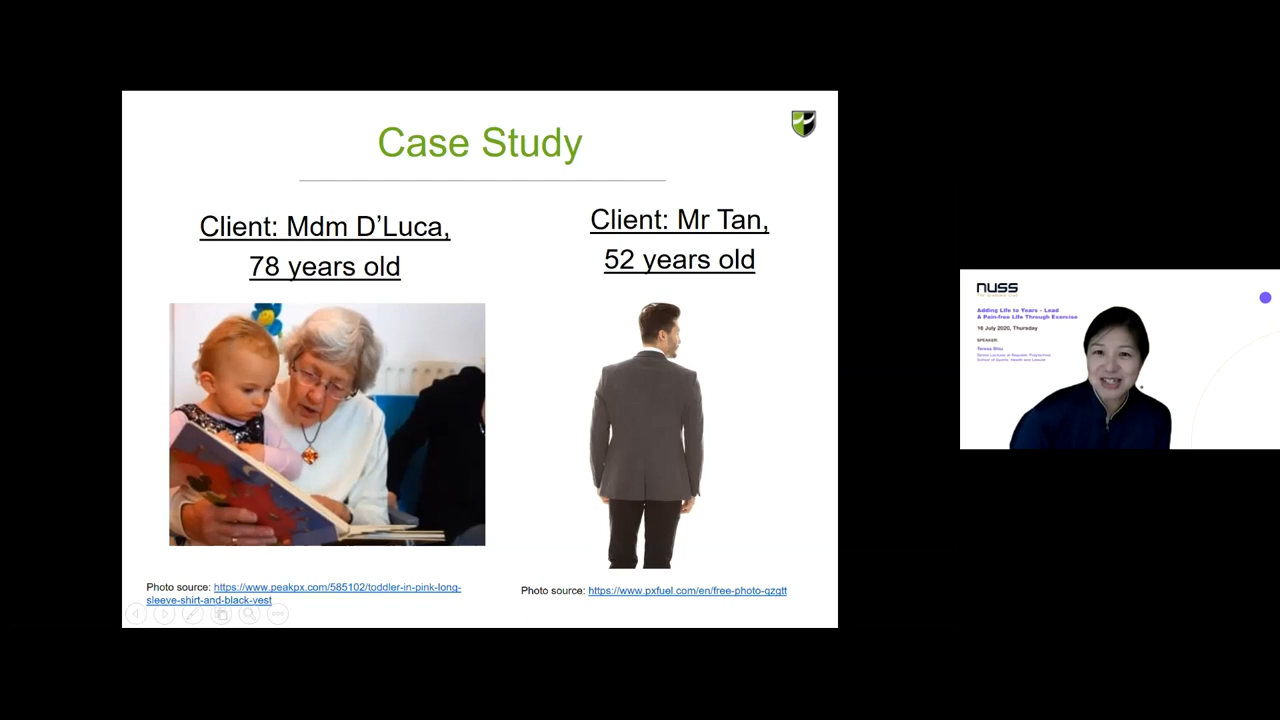 Case Study
Client: Mdm D'Luca,
78 years old
Client: Mr Tan,
52 years old
Photo source: https://www.peakpx.com/585102/toddler-in-pink-long-
sleeve-shirt-and-black-vest
Photo source: https://www.pxfuel.com/en/free-photo-qzqtt
NUSS
The Graduate Club
Adding Life to Years - Lead
A Pain-free Life Through Exercise
16 July 2020, Thursday
SPEAKER
Senior Lecturer at Republic Polytechnic
School of Sports, Health and Leisure